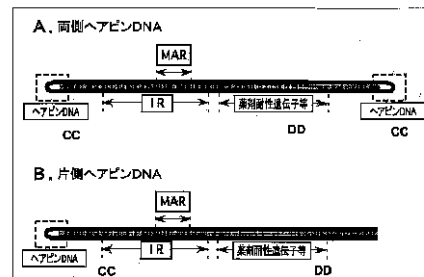 A. 両側ヘアピンDNA
MAR
ヘアピンDNA
IR
薬剤耐性遺伝子等
ヘアピンDNA
CC
DD
CC
B. 片側ヘアピンDNA
MAR
ヘアピンDNA
IR
薬剤耐性遺伝子等
CC
DD